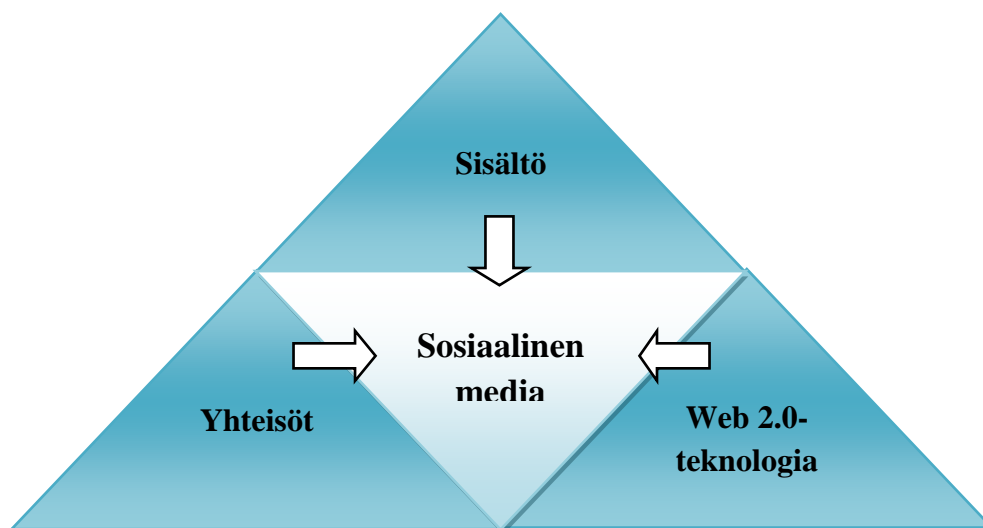 Sisältö
Sosiaalinen
media
Yhteisöt
Web 2.0-
teknologia